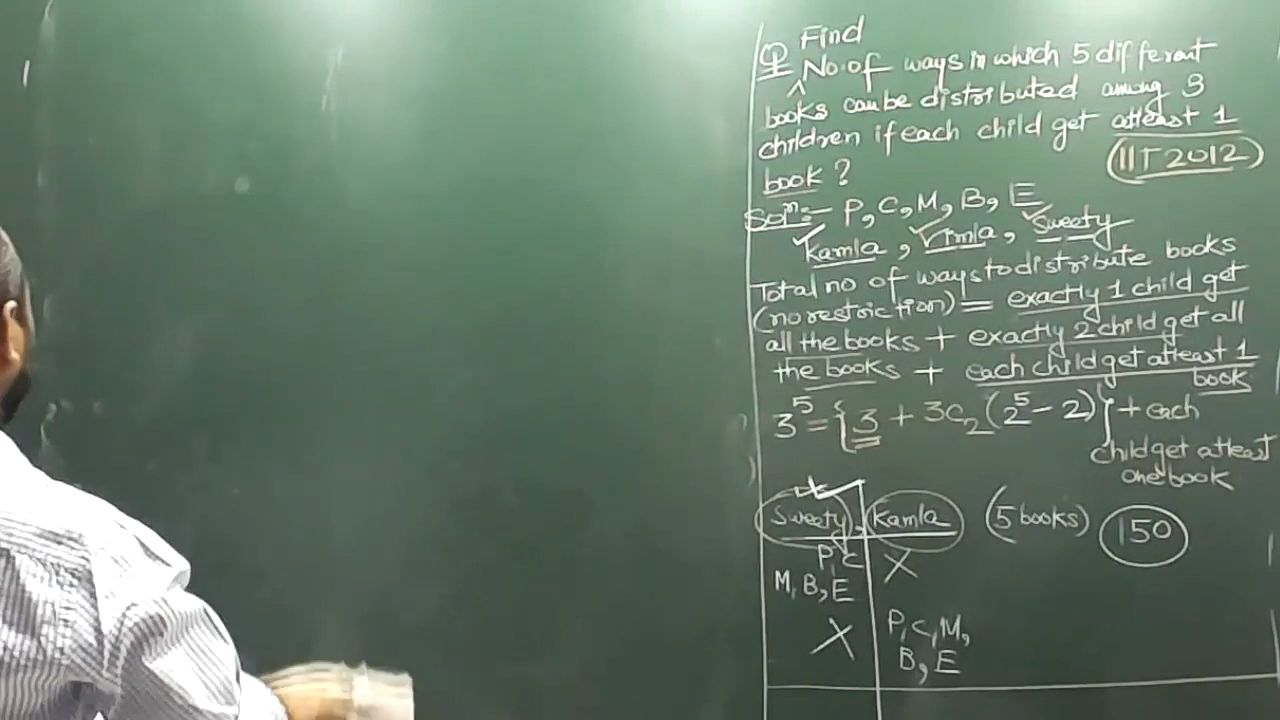 Find
Q No. of ways in which 5 different
books can be distributed among 3
children if each child get atleast 1
book? (IIT 2012)
Solⁿ:- P, C, M, B, E
Kamla, Vimla, Sweety
Total no of ways to distribute books
(no restriction) = exactly 1 child get
all the books + exactly 2 child get all
the books + each child get atleast 1
book
3⁵ = {3 + 3C₂(2⁵ - 2)} + each
child get atleast
one book
Sweety, Kamla (5 books) 150
P, C X
M, B, E
X P, C, M,
B, E